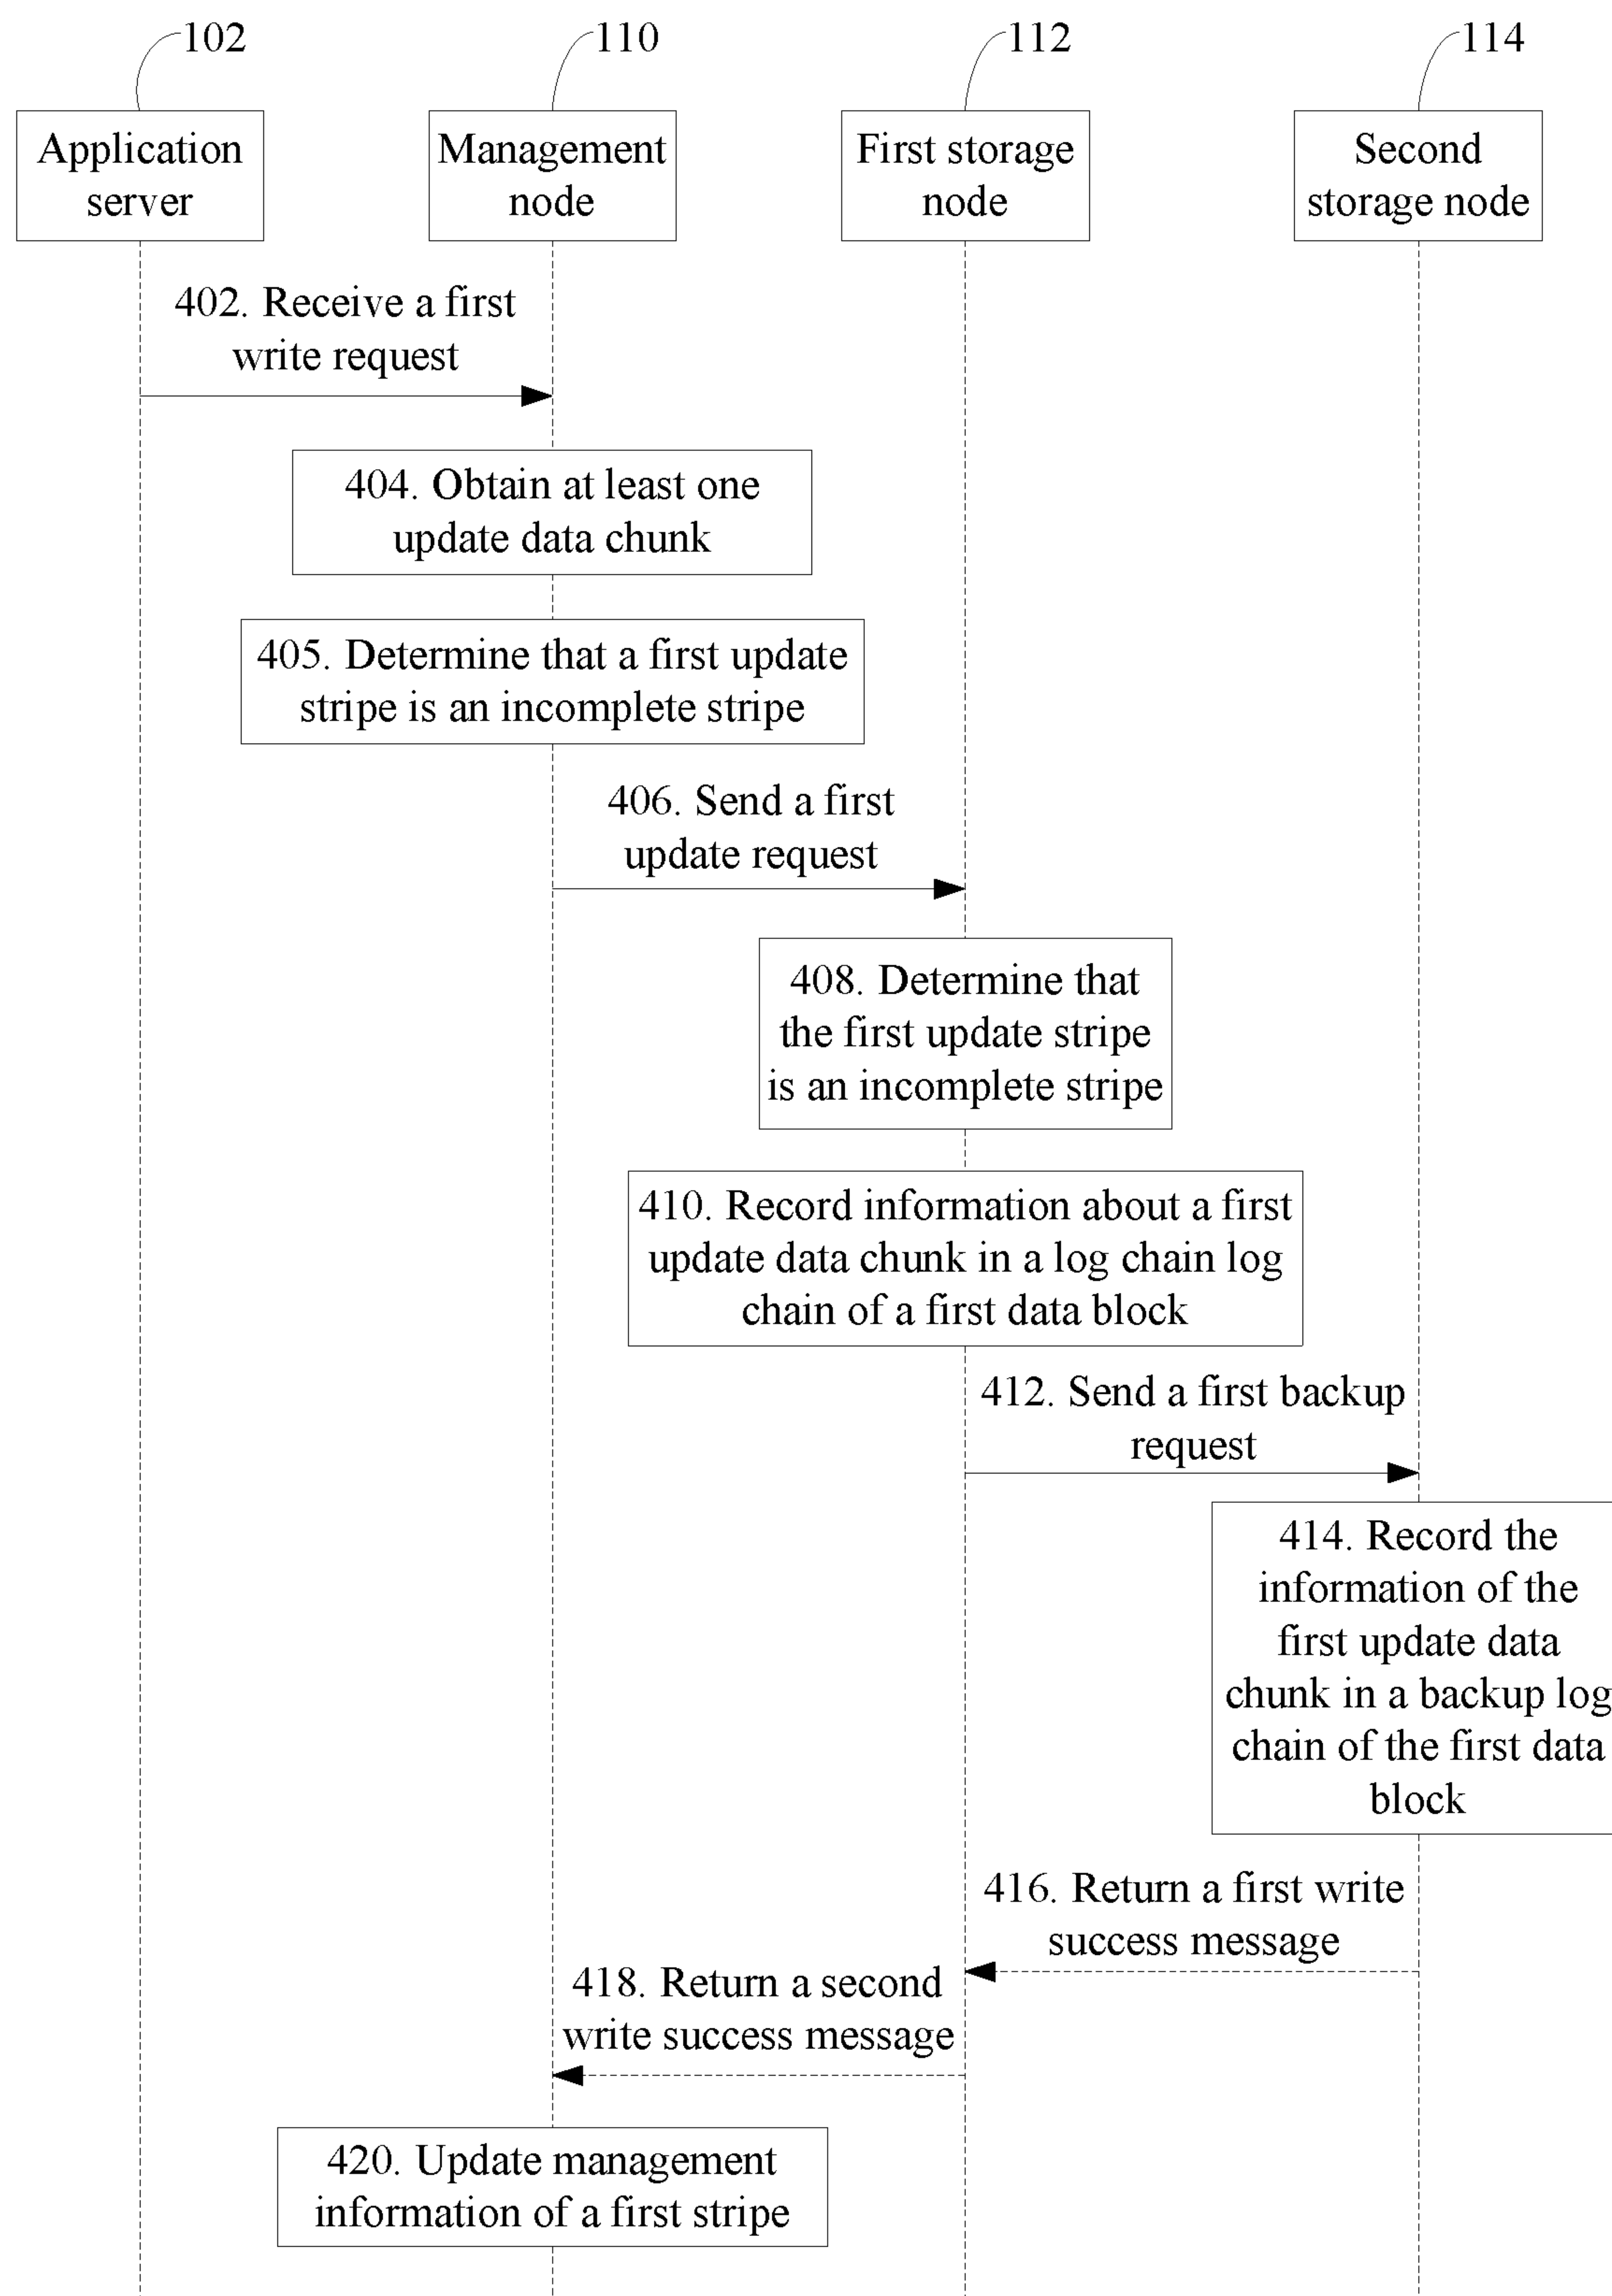 102
110
112
114
Application
server
Management
node
First storage
node
Second
storage node
402. Receive a first
write request
404. Obtain at least one
update data chunk
405. Determine that a first update
stripe is an incomplete stripe
406. Send a first
update request
408. Determine that
the first update stripe
is an incomplete stripe
410. Record information about a first
update data chunk in a log chain log
chain of a first data block
412. Send a first backup
request
414. Record the
information of the
first update data
chunk in a backup log
chain of the first data
block
416. Return a first write
success message
418. Return a second
write success message
420. Update management
information of a first stripe